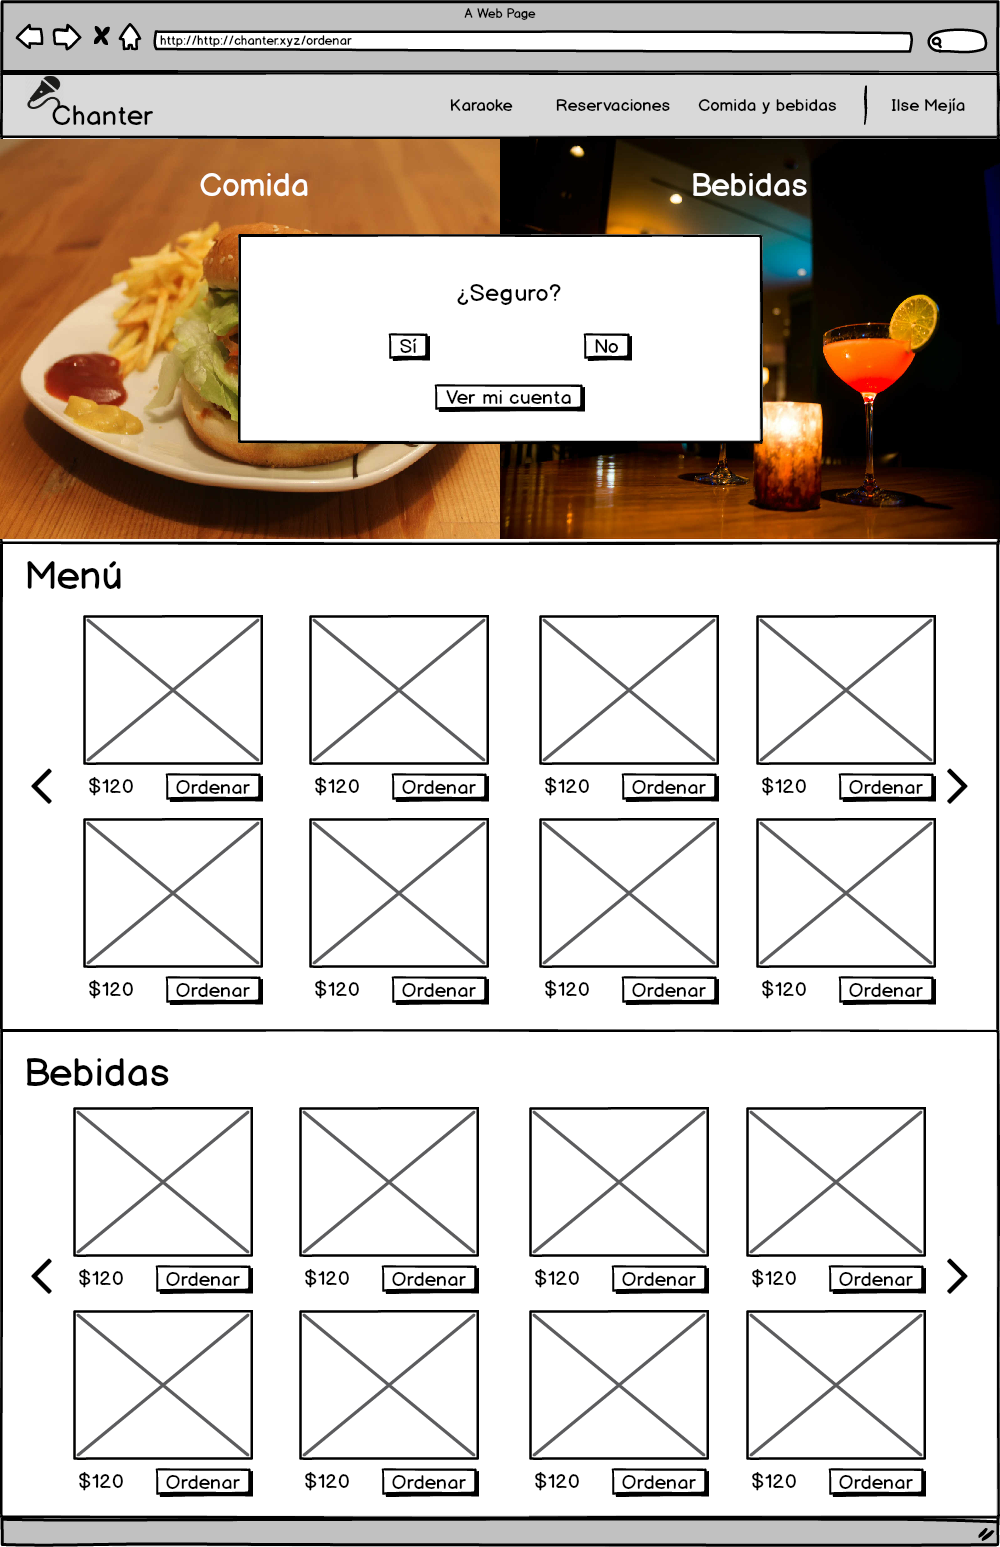 A Web Page
http://http://chanter.xyz/ordenar
Chanter
Karaoke Reservaciones Comida y bebidas Ilse Mejía
Comida Bebidas
¿Seguro?
Sí No
Ver mi cuenta
Menú
$120 Ordenar $120 Ordenar $120 Ordenar $120 Ordenar
$120 Ordenar $120 Ordenar $120 Ordenar $120 Ordenar
Bebidas
$120 Ordenar $120 Ordenar $120 Ordenar $120 Ordenar
$120 Ordenar $120 Ordenar $120 Ordenar $120 Ordenar